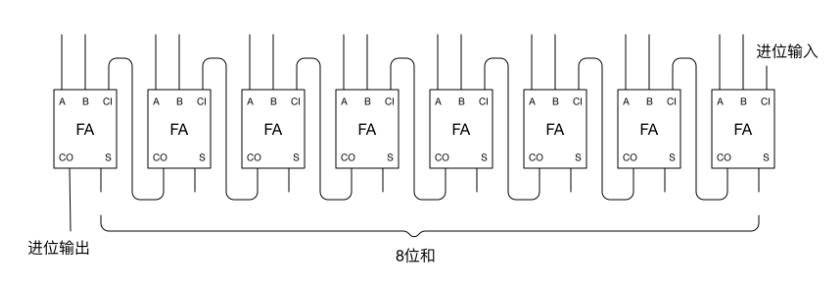 进位输入
A B CI A B CI A B CI A B CI A B CI A B CI A B CI A B CI
FA FA FA FA FA FA FA FA
CO S CO S CO S CO S CO S CO S CO S CO S
进位输出
8位和